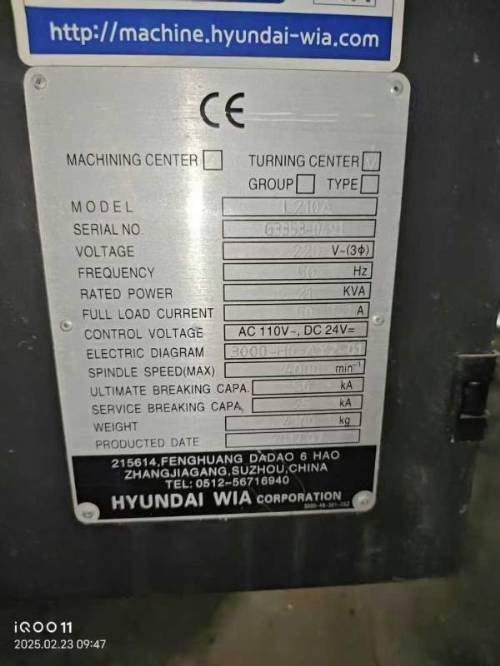 http://machine.hyundai-wia.com
CE
MACHINING CENTER TURNING CENTER
GROUP TYPE
MODEL L210A
SERIAL NO.
VOLTAGE 220 V~(3Φ)
FREQUENCY Hz
RATED POWER KVA
FULL LOAD CURRENT A
CONTROL VOLTAGE AC 110V~, DC 24V=
ELECTRIC DIAGRAM
SPINDLE SPEED(MAX) min⁻¹
ULTIMATE BREAKING CAPA. kA
SERVICE BREAKING CAPA, kA
WEIGHT kg
PRODUCTED DATE
215614,FENGHUANG DADAO 6 HAO
ZHANGJIAGANG,SUZHOU,CHINA
TEL: 0512-56716940
HYUNDAI WIA CORPORATION
iQOO11
2025.02.23 09:47